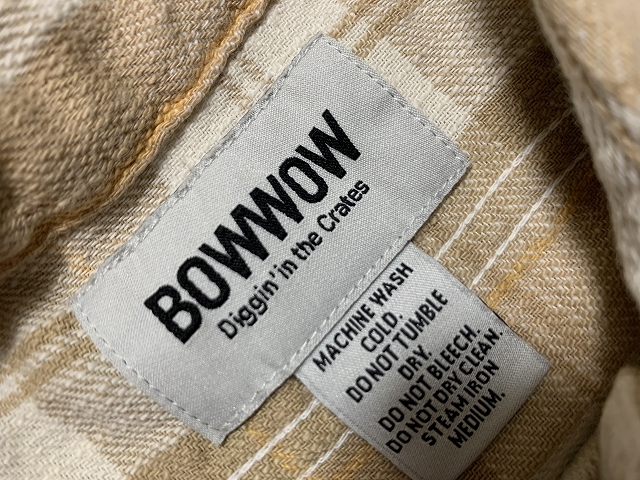 BOWWOW
Diggin' in the Crates
MACHINE WASH
COLD.
DO NOT TUMBLE
DRY.
DO NOT BLEECH.
DO NOT DRY CLEAN.
STEAM IRON
MEDIUM.